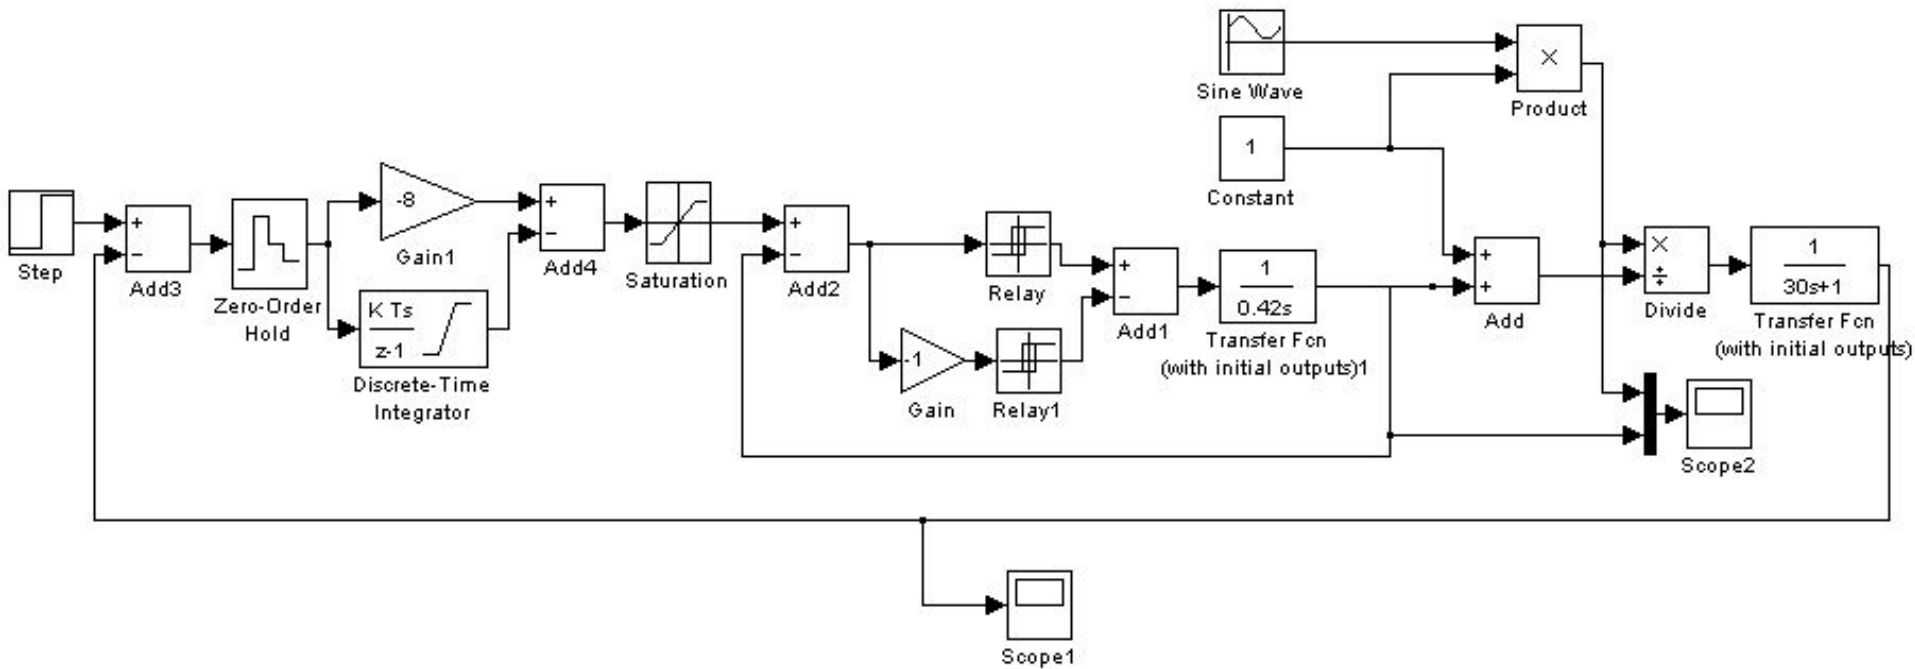 Sine Wave
×
Product
1
Constant
Step
+
−
Add3
Zero-Order
Hold
-8
Gain1
K Ts
z-1
Discrete-Time
Integrator
+
−
Add4
Saturation
+
−
Add2
Relay
-1
Gain
Relay1
+
−
Add1
1
0.42s
Transfer Fcn
(with initial outputs)1
+
+
Add
×
÷
Divide
1
30s+1
Transfer Fcn
(with initial outputs)
Scope2
Scope1